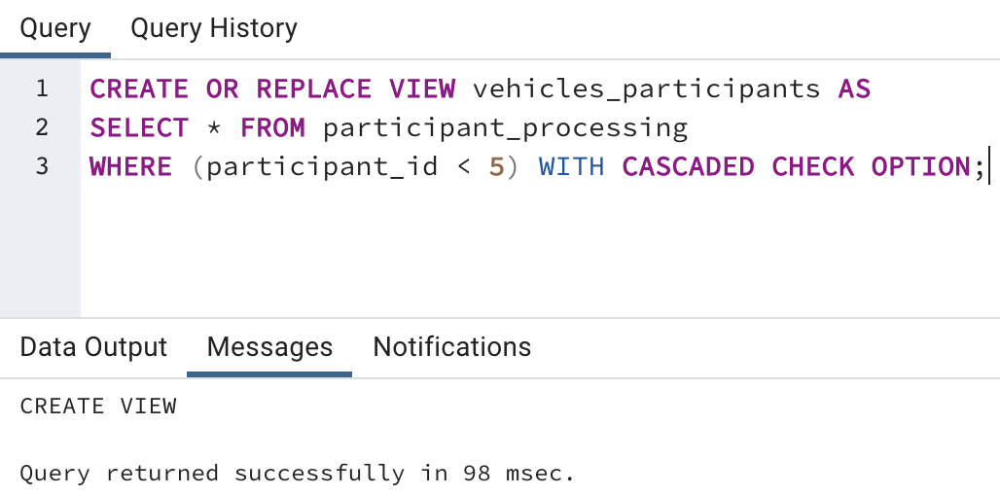 Query Query History
1 CREATE OR REPLACE VIEW vehicles_participants AS
2 SELECT * FROM participant_processing
3 WHERE (participant_id < 5) WITH CASCADED CHECK OPTION;
Data Output Messages Notifications
CREATE VIEW
Query returned successfully in 98 msec.